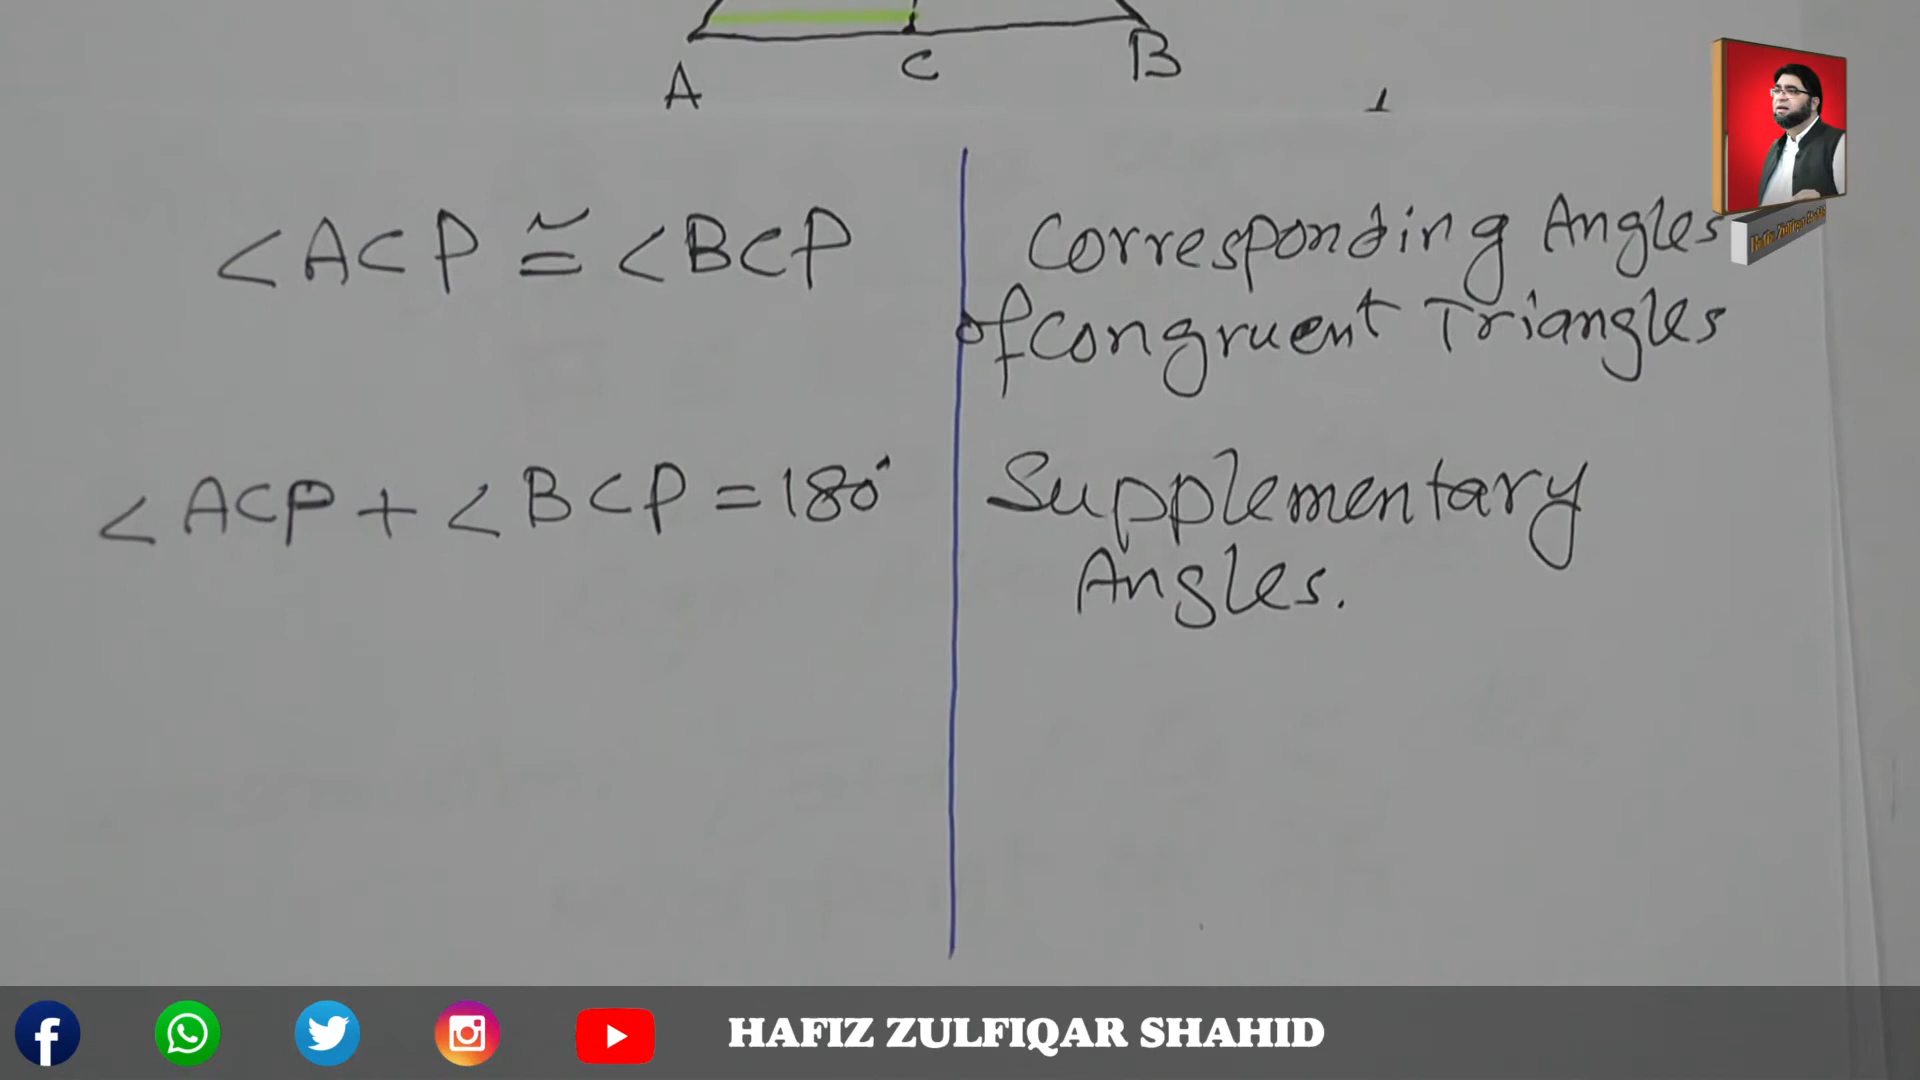 A C B
<ACP ≅ <BCP
Corresponding Angles
of congruent Triangles
<ACP + <BCP = 180°
Supplementary
Angles.
HAFIZ ZULFIQAR SHAHID